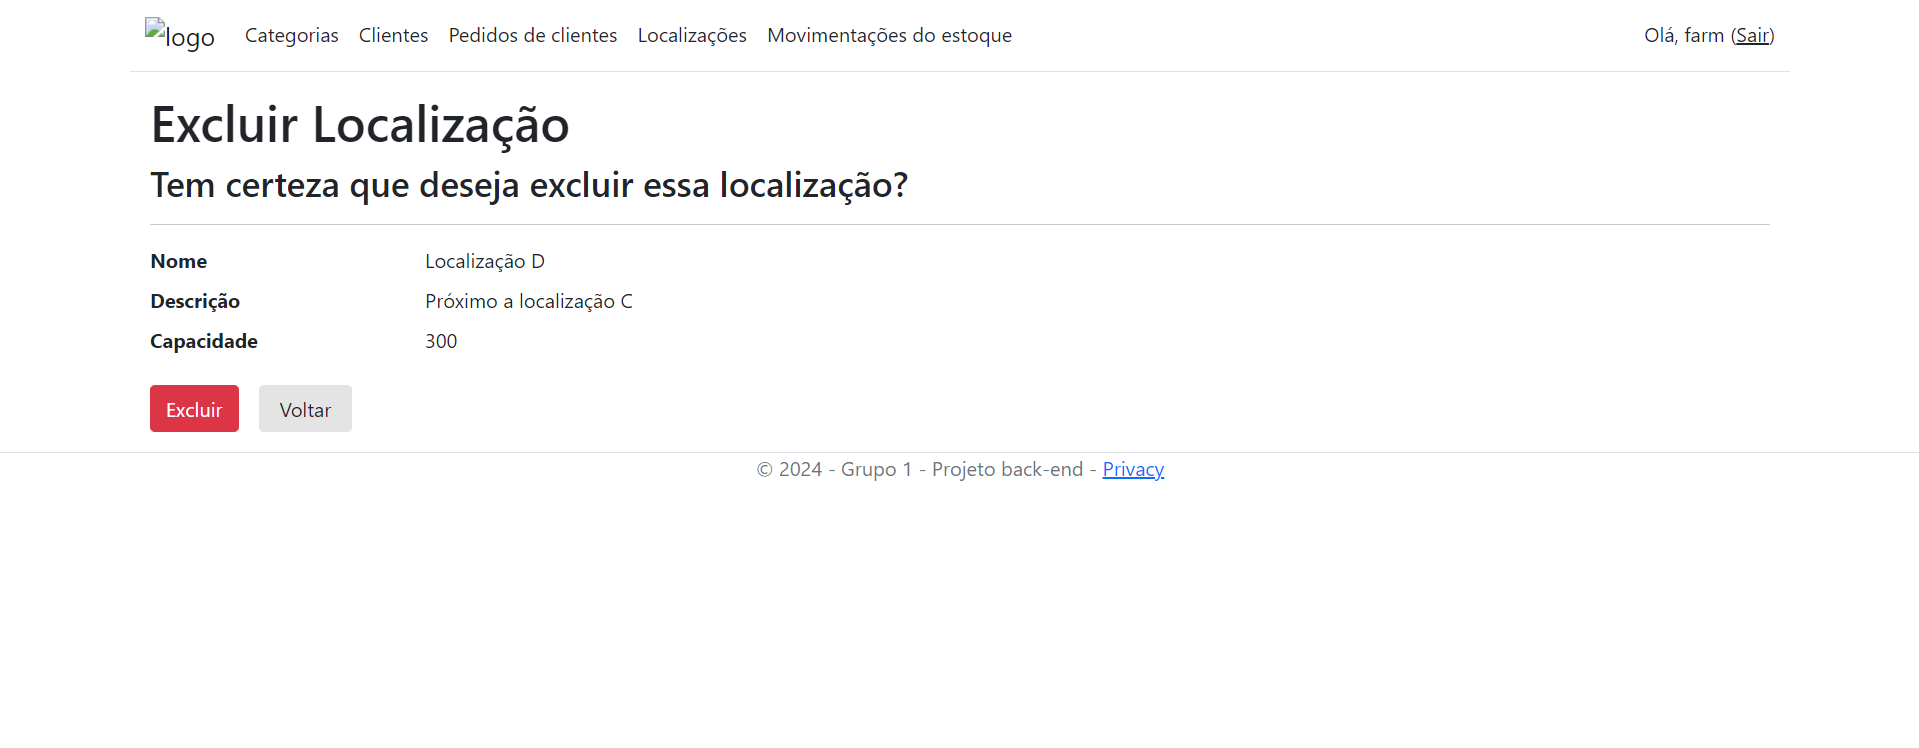 logo Categorias Clientes Pedidos de clientes Localizações Movimentações do estoque Olá, farm (Sair)
Excluir Localização
Tem certeza que deseja excluir essa localização?
Nome Localização D
Descrição Próximo a localização C
Capacidade 300
Excluir Voltar
© 2024 - Grupo 1 - Projeto back-end - Privacy